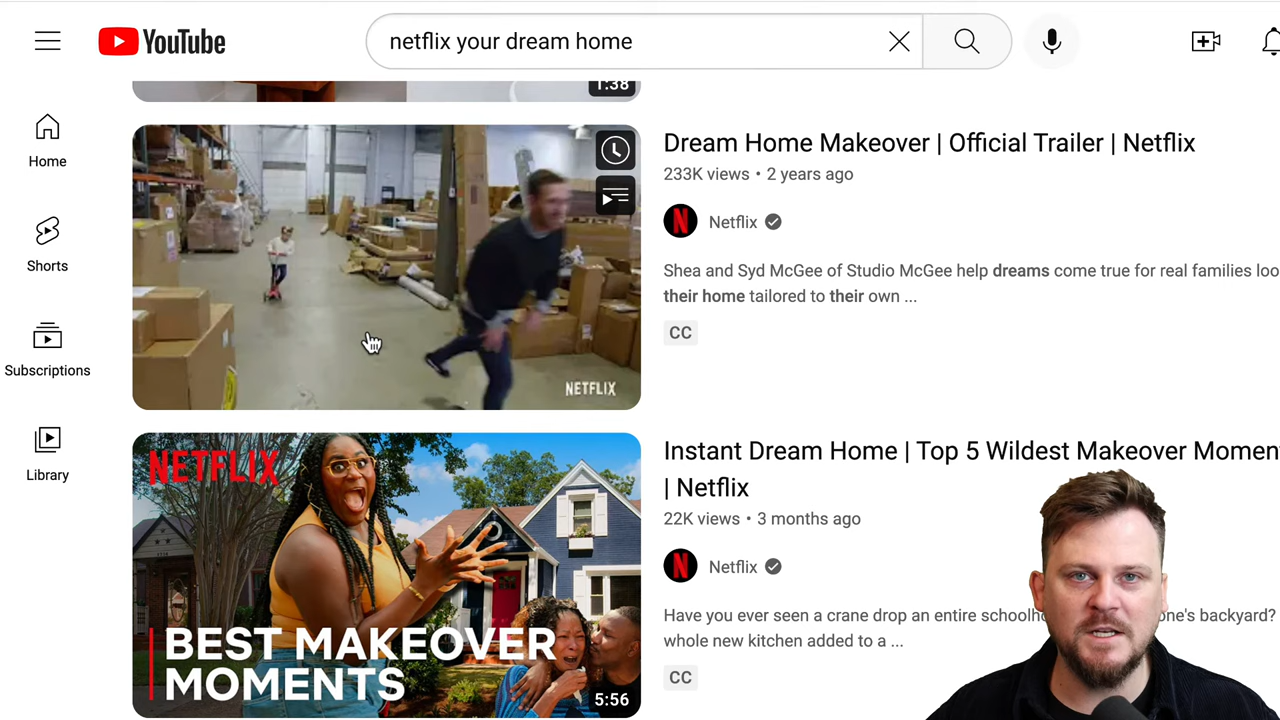 YouTube
netflix your dream home
1:38
Home
Shorts
Subscriptions
Library
NETFLIX
Dream Home Makeover | Official Trailer | Netflix
233K views • 2 years ago
N
Netflix
Shea and Syd McGee of Studio McGee help dreams come true for real families loo
their home tailored to their own ...
CC
NETFLIX
BEST MAKEOVER
MOMENTS
5:56
Instant Dream Home | Top 5 Wildest Makeover Momen
| Netflix
22K views • 3 months ago
N
Netflix
Have you ever seen a crane drop an entire schoolh one's backyard?
whole new kitchen added to a ...
CC